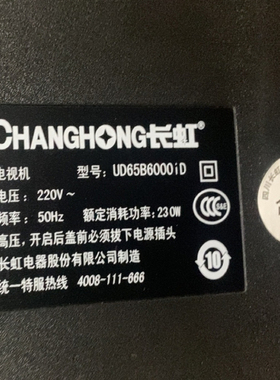 CHANGHONG长虹®
电视机 型号: UD65B6000iD
电压: 220V~
频率: 50Hz 额定消耗功率: 230W
高压, 开启后盖前必须拔下电源插头
长虹电器股份有限公司制造
统一特服热线 4008-111-666
CCC S&E
10